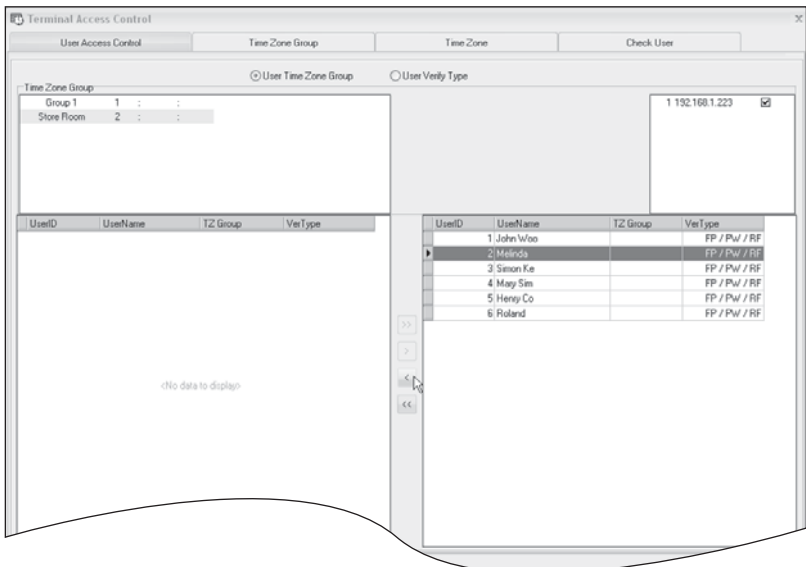 Terminal Access Control X
User Access Control Time Zone Group Time Zone Check User
User Time Zone Group User Verify Type
Time Zone Group
Group 1 1 : :
Store Room 2 : :
1 192.168.1.223
UserID UserName TZ Group VerType
<No data to display>
>>
>
<
<<
UserID UserName TZ Group VerType
1 John Woo FP / PW / RF
2 Melinda FP / PW / RF
3 Simon Ke FP / PW / RF
4 Mary Sim FP / PW / RF
5 Henry Co FP / PW / RF
6 Roland FP / PW / RF